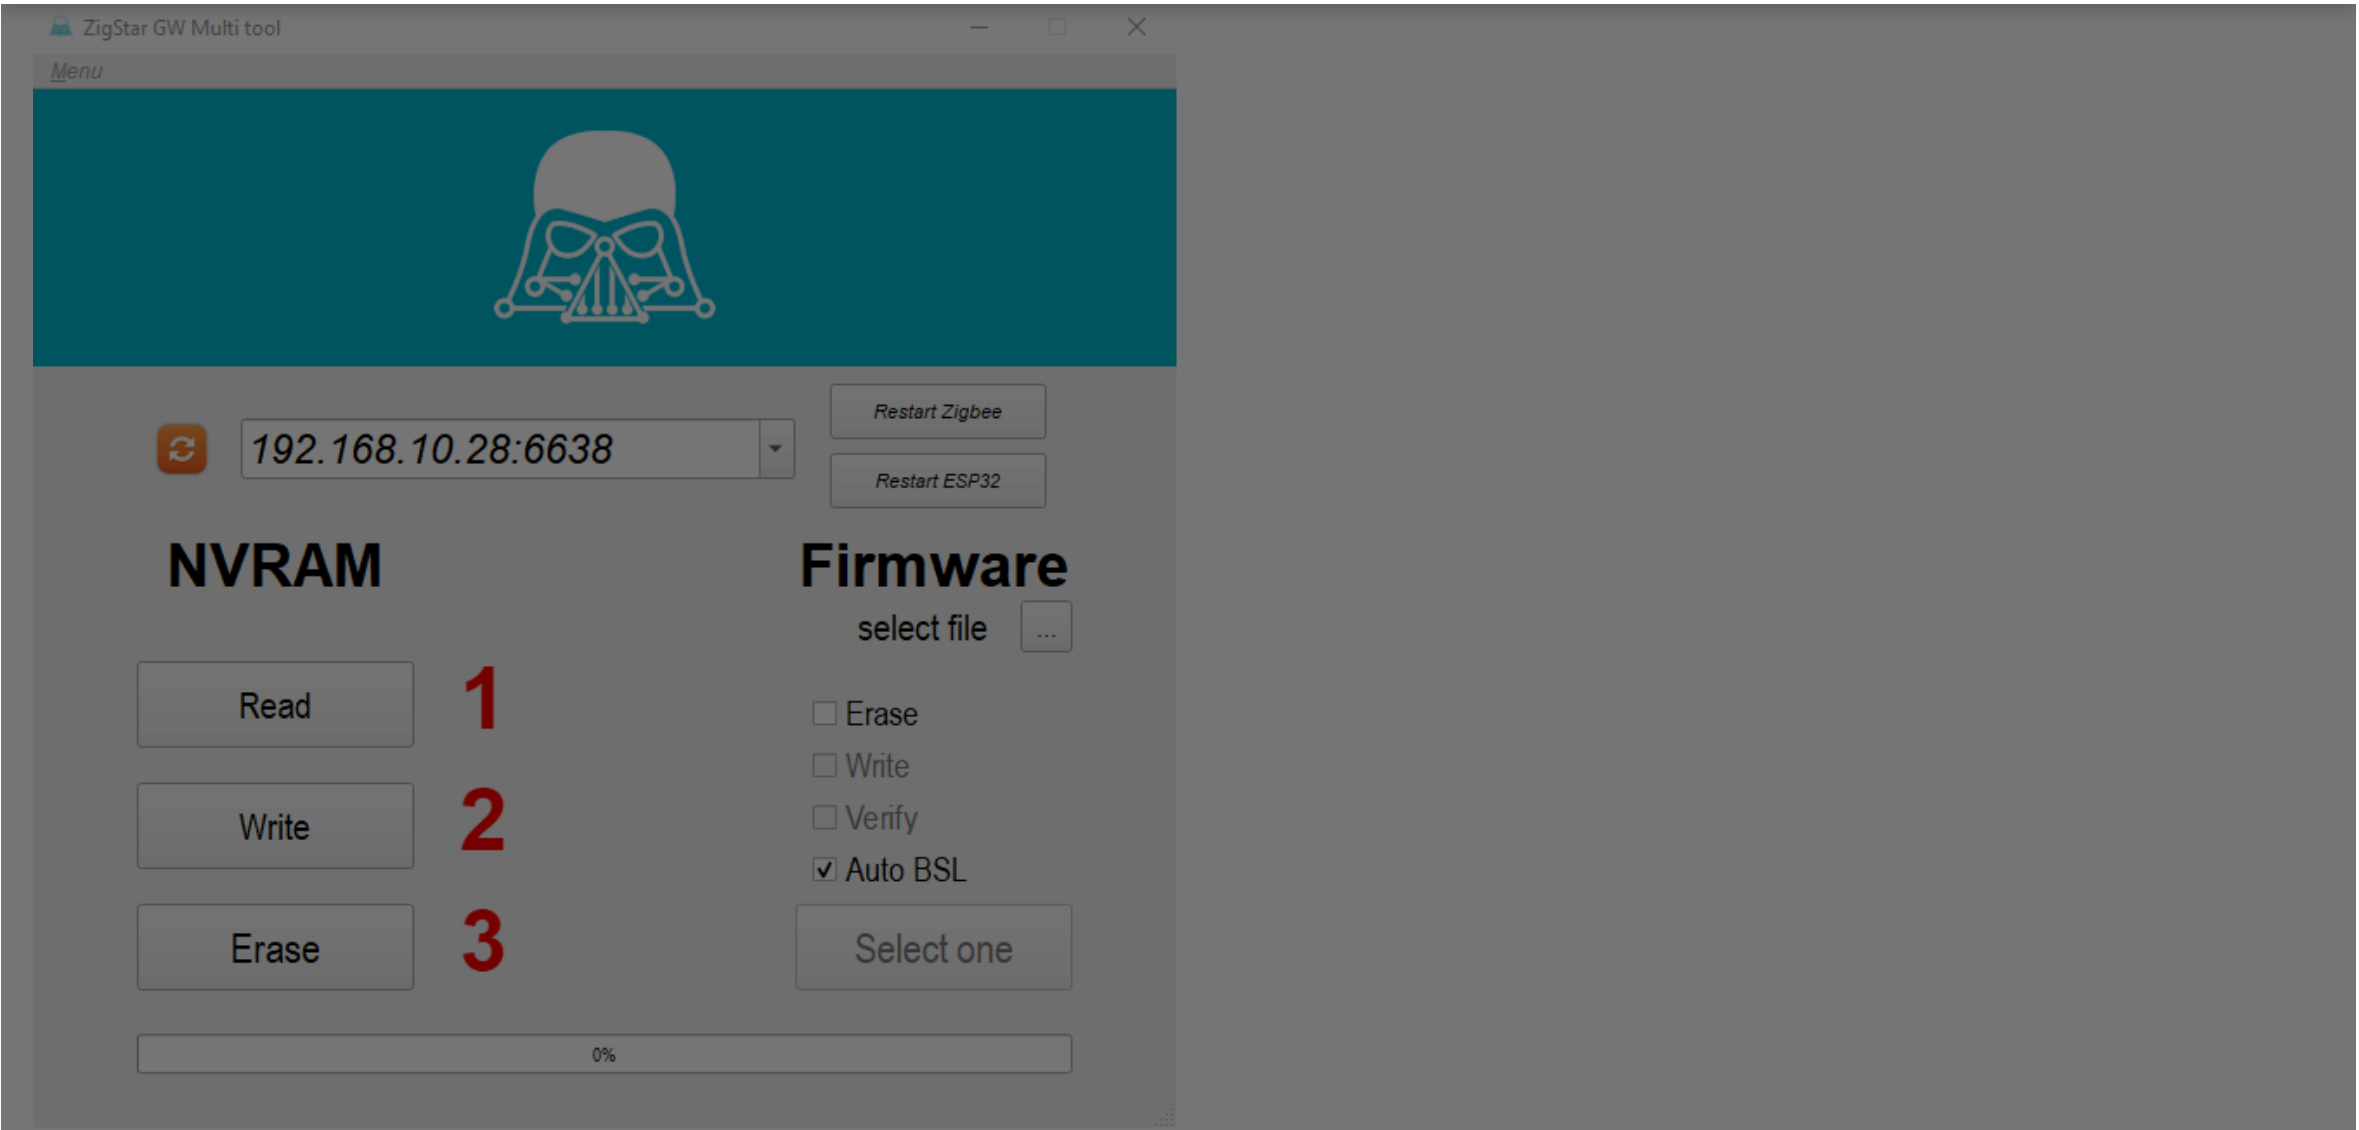 ZigStar GW Multi tool
Menu
192.168.10.28:6638
Restart Zigbee
Restart ESP32
NVRAM
Firmware
select file ...
Read 1
Write 2
Erase 3
Erase
Write
Verify
Auto BSL
Select one
0%